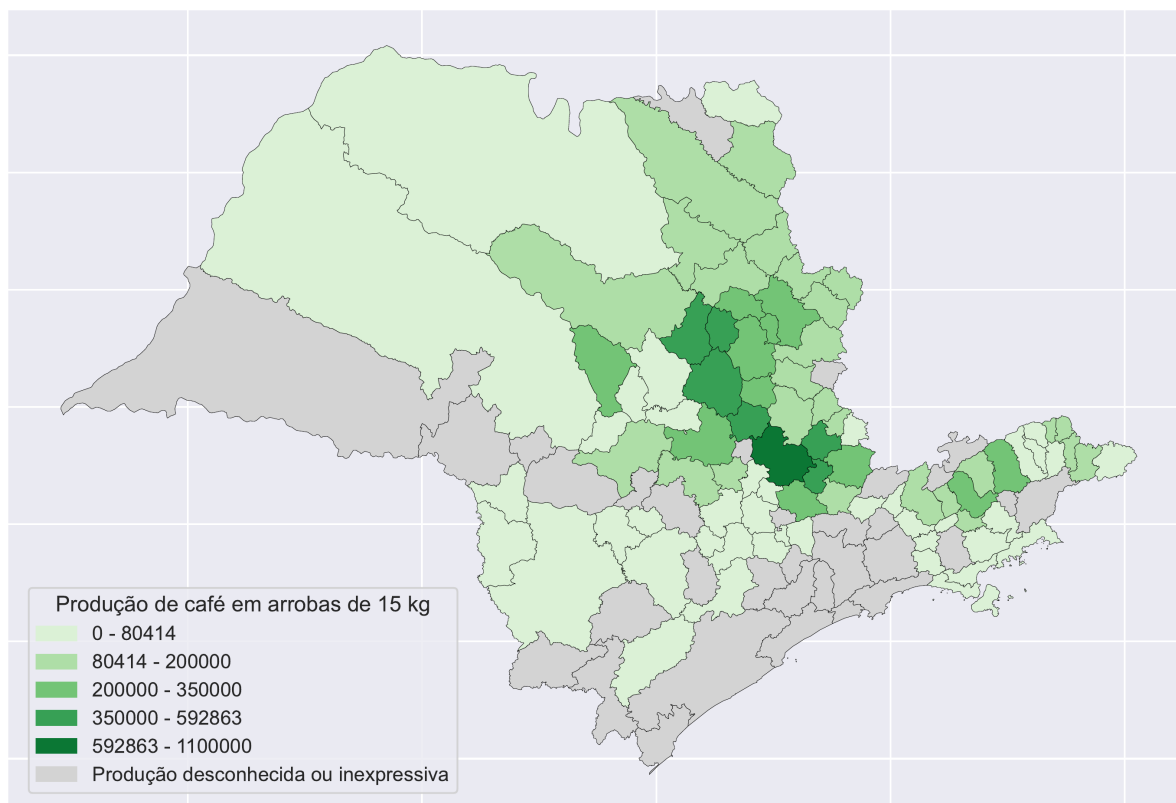 Produção de café em arrobas de 15 kg
0 - 80414
80414 - 200000
200000 - 350000
350000 - 592863
592863 - 1100000
Produção desconhecida ou inexpressiva